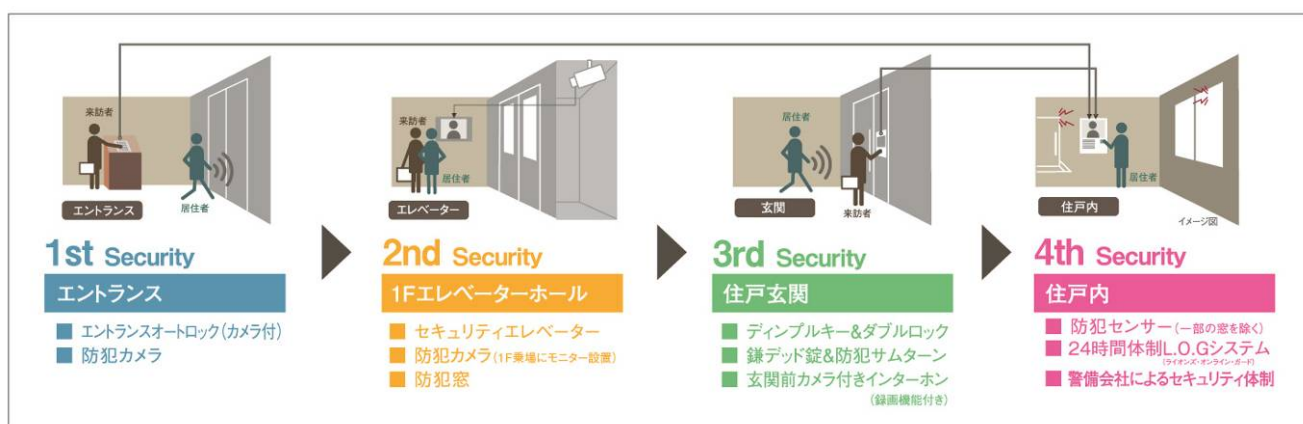 来訪者
居住者
エントランス
1st Security
エントランス
■ エントランスオートロック(カメラ付)
■ 防犯カメラ
来訪者
居住者
エレベーター
2nd Security
1Fエレベーターホール
■ セキュリティエレベーター
■ 防犯カメラ(1F乗場にモニター設置)
■ 防犯窓
居住者
来訪者
玄関
3rd Security
住戸玄関
■ ディンプルキー&ダブルロック
■ 鎌デッド錠&防犯サムターン
■ 玄関前カメラ付きインターホン
(録画機能付き)
居住者
住戸内
イメージ図
4th Security
住戸内
■ 防犯センサー(一部の窓を除く)
■ 24時間体制L.O.Gシステム
(ライオンズ・オンライン・ガード)
■ 警備会社によるセキュリティ体制